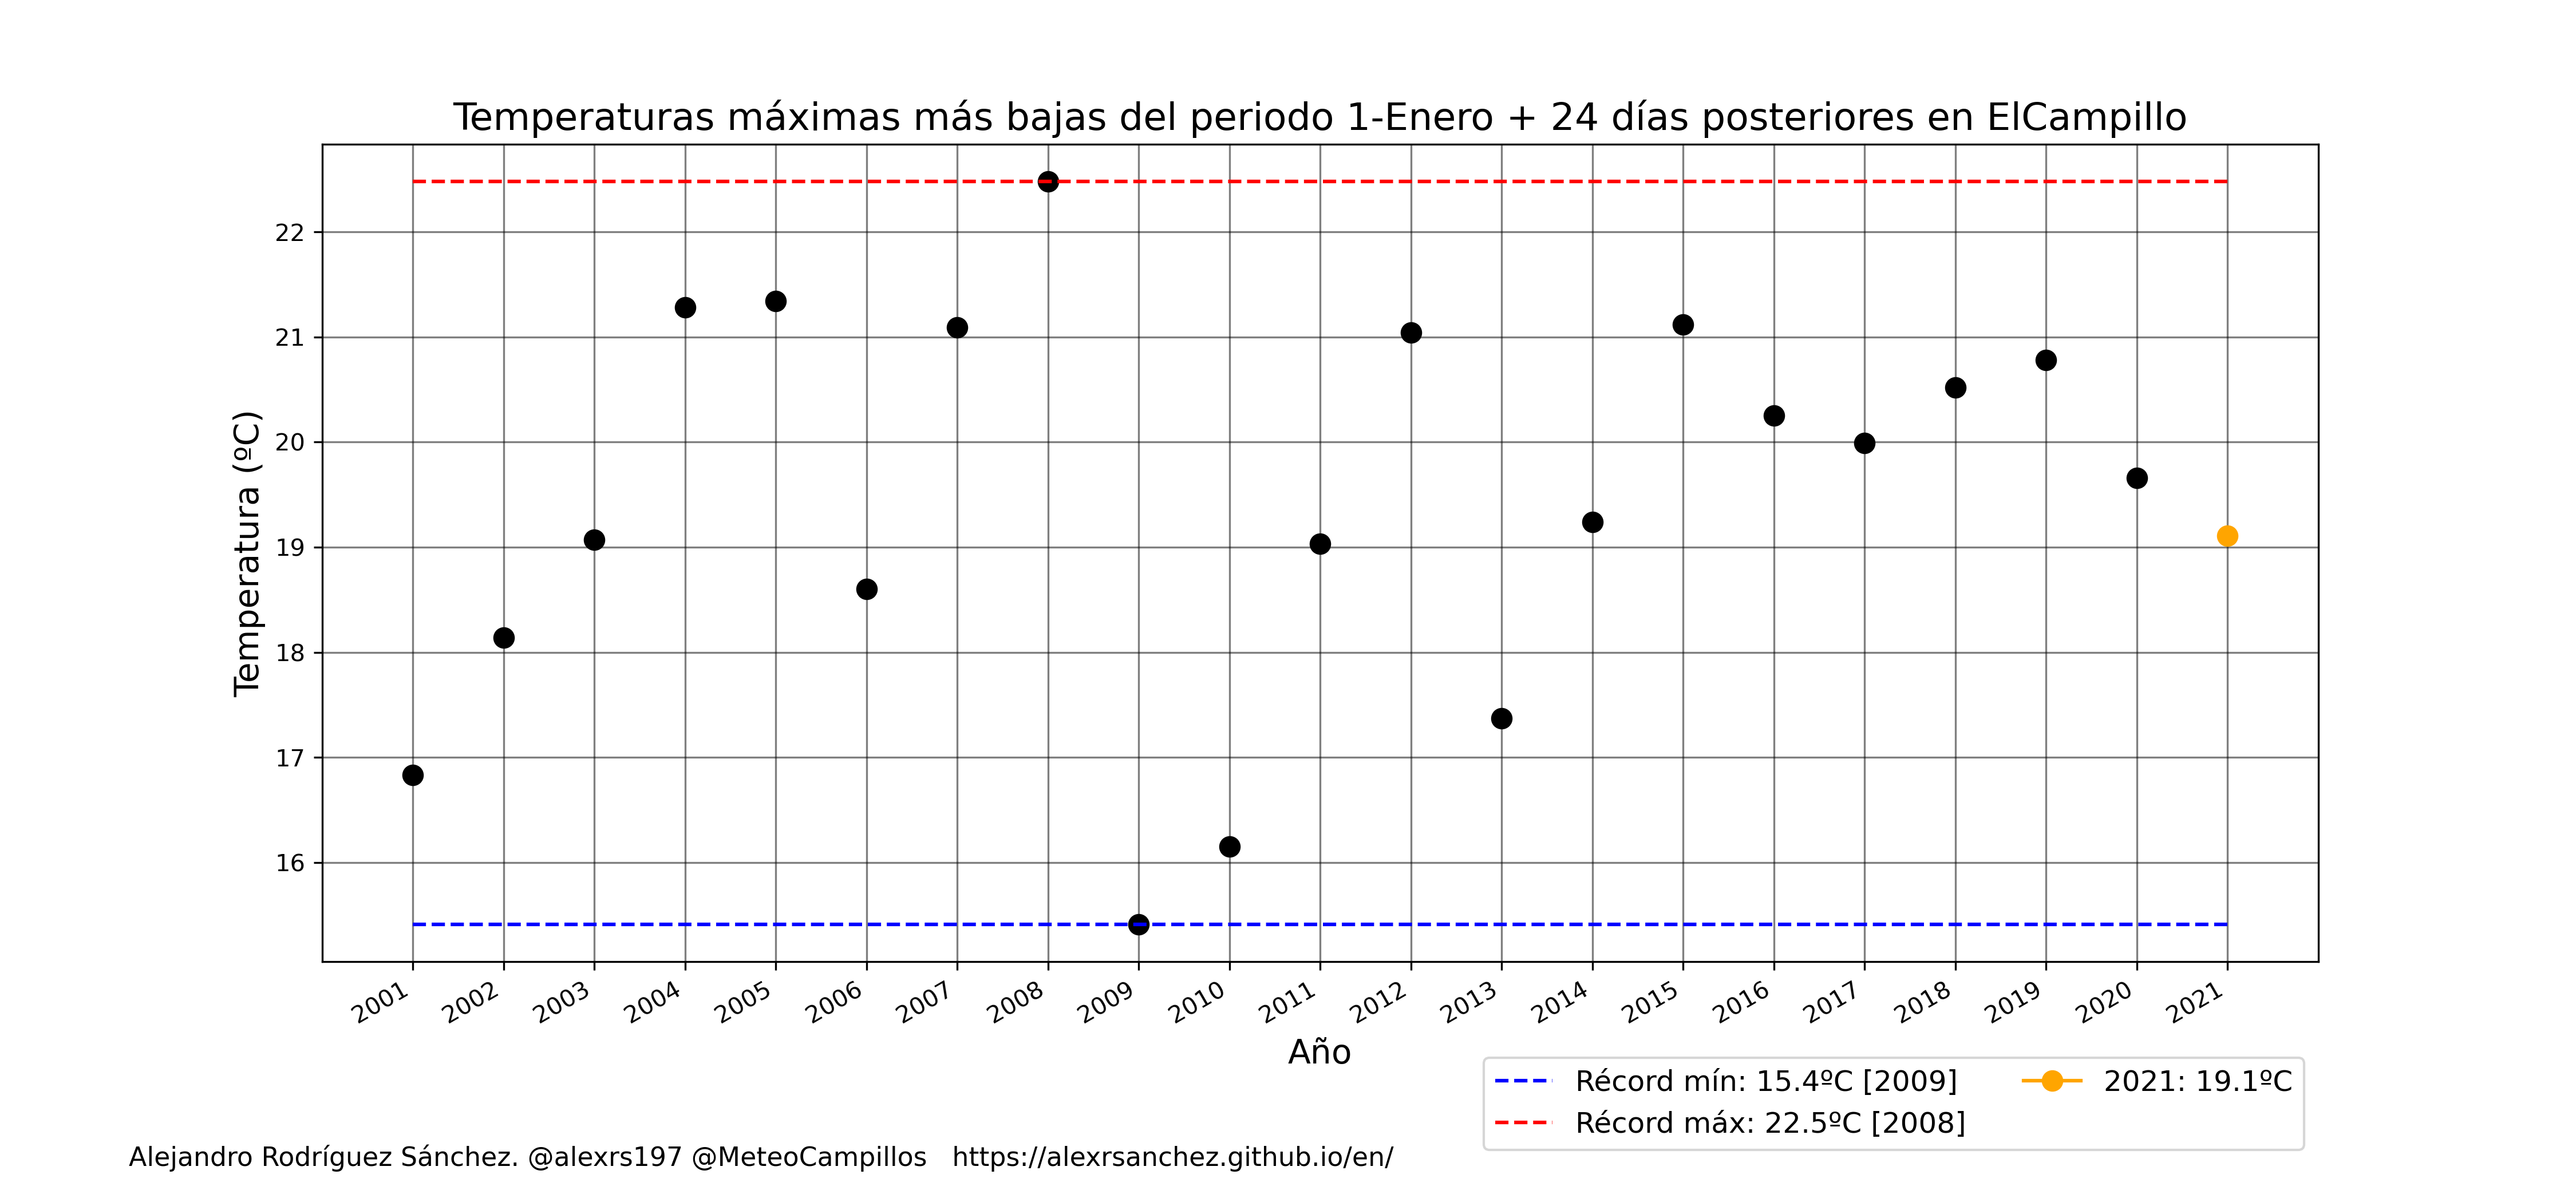 Temperaturas máximas más bajas del periodo 1-Enero + 24 días posteriores en ElCampillo
Temperatura (ºC)
22
21
20
19
18
17
16
2001 2002 2003 2004 2005 2006 2007 2008 2009 2010 2011 2012 2013 2014 2015 2016 2017 2018 2019 2020 2021
Año
Récord mín: 15.4ºC [2009]
Récord máx: 22.5ºC [2008]
2021: 19.1ºC
Alejandro Rodríguez Sánchez. @alexrs197 @MeteoCampillos https://alexrsanchez.github.io/en/